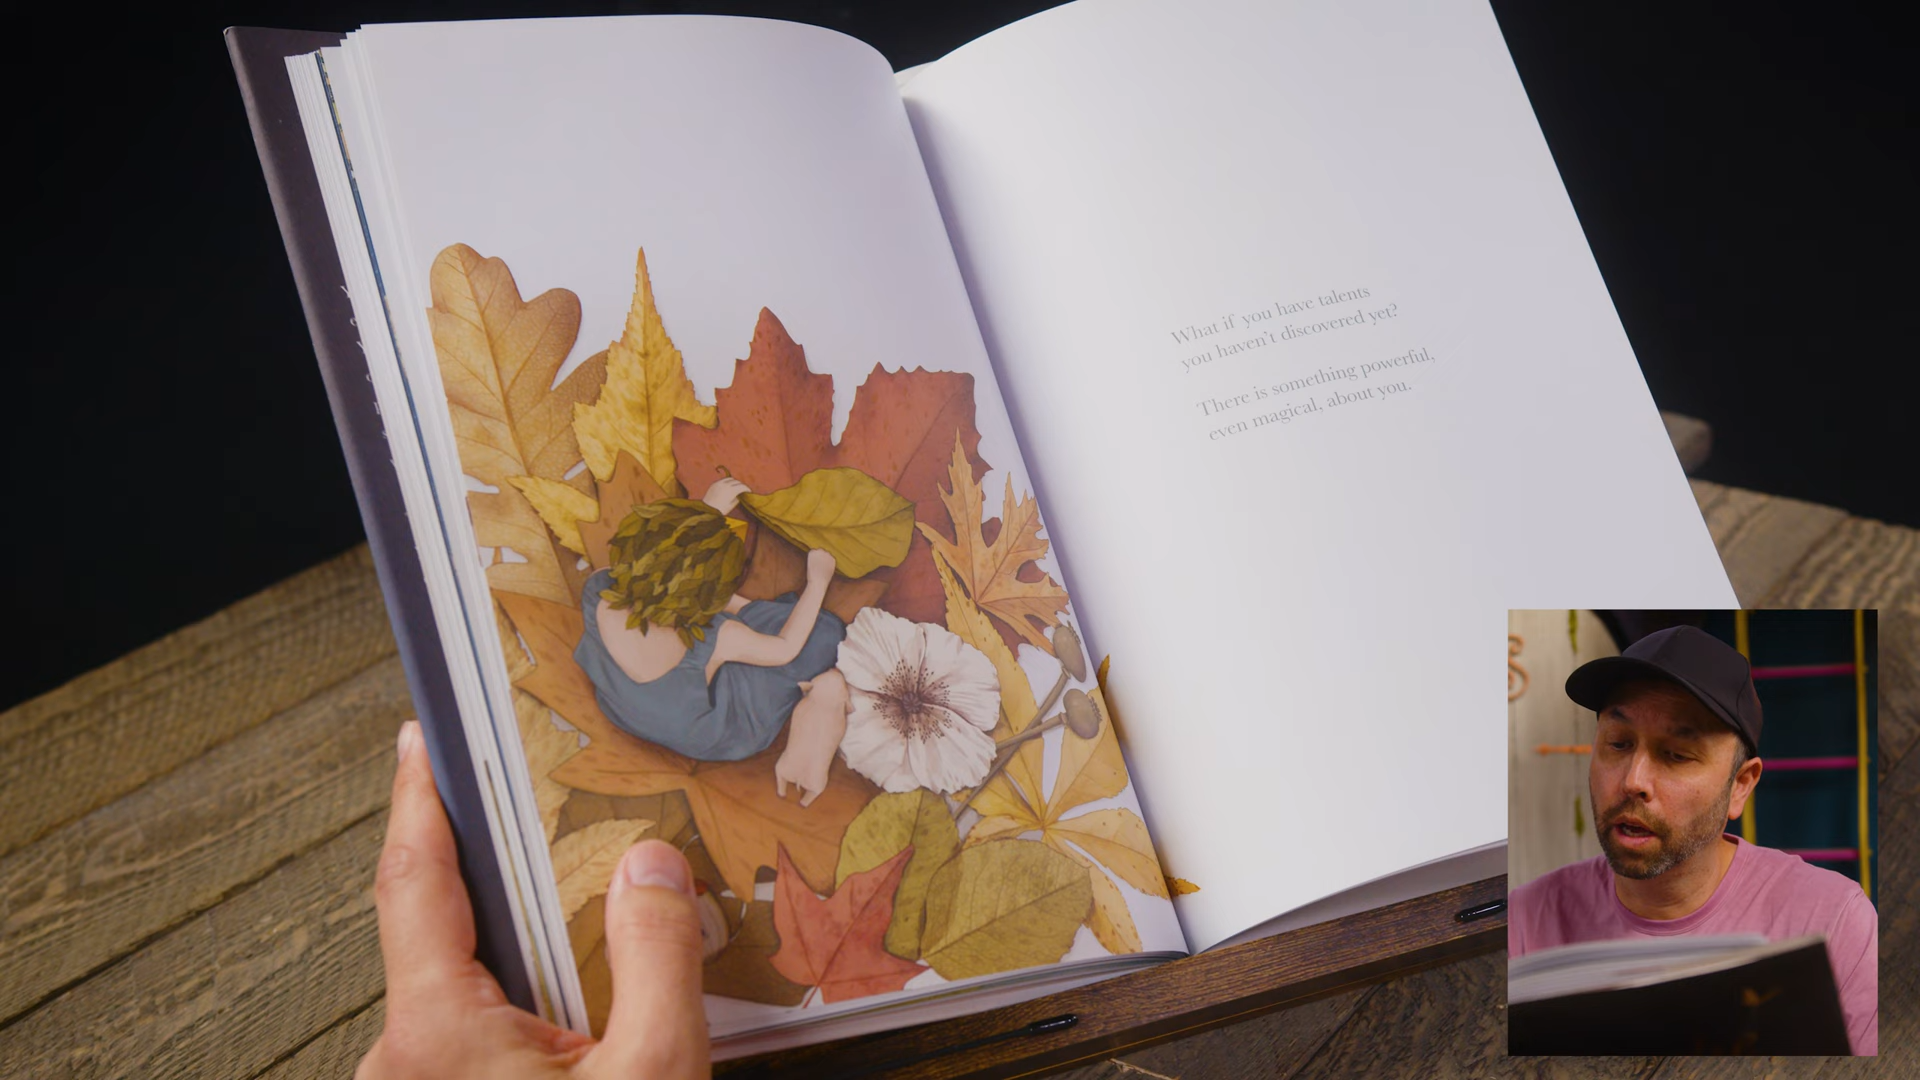 What if you have talents
you haven't discovered yet?
There is something powerful,
even magical, about you.